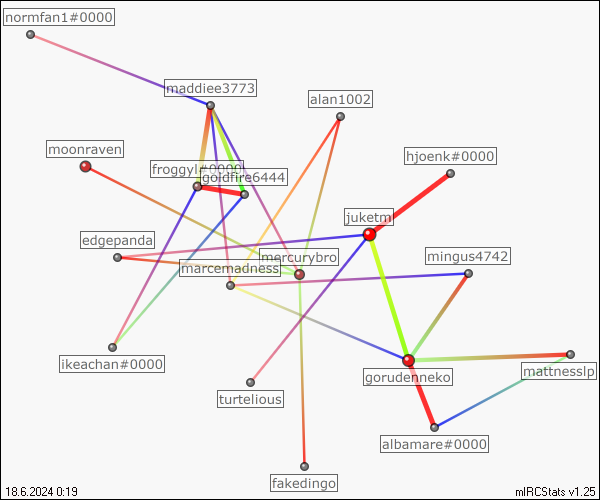 normfan1#0000
maddiee3773
alan1002
moonraven
hjoenk#0000
froggyl#0000
goldfire6444
juketm
edgepanda
mercurybro
mingus4742
marcemadness
ikeachan#0000
mattnesslp
gorudenneko
turtelious
albamare#0000
fakedingo
18.6.2024 0:19
mIRCStats v1.25